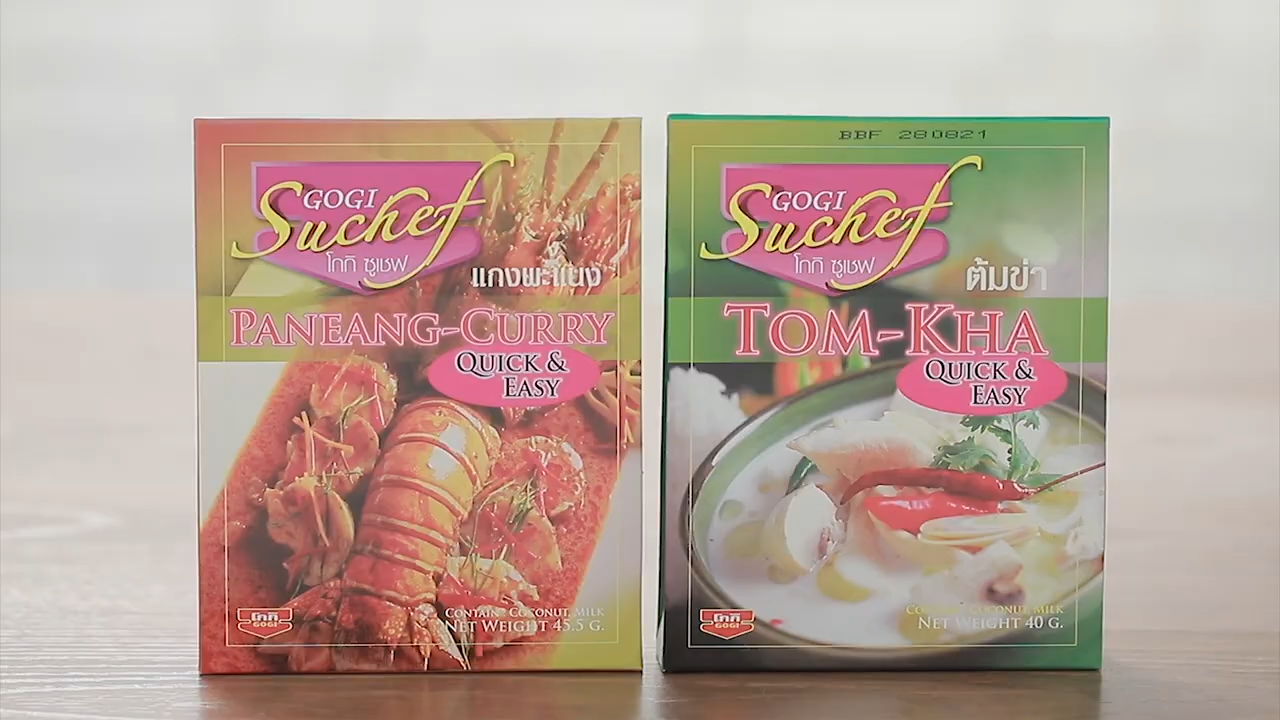 GOGI
Suchef
โกกิ ซูเชฟ
แกงพะแนง
PANEANG-CURRY
QUICK &
EASY
โกกิ
GOGI
CONTAIN: COCONUT, MILK
NET WEIGHT 45.5 G.
BBF 280821
GOGI
Suchef
โกกิ ซูเชฟ
ต้มข่า
TOM-KHA
QUICK &
EASY
โกกิ
GOGI
CONTAIN: COCONUT, MILK
NET WEIGHT 40 G.